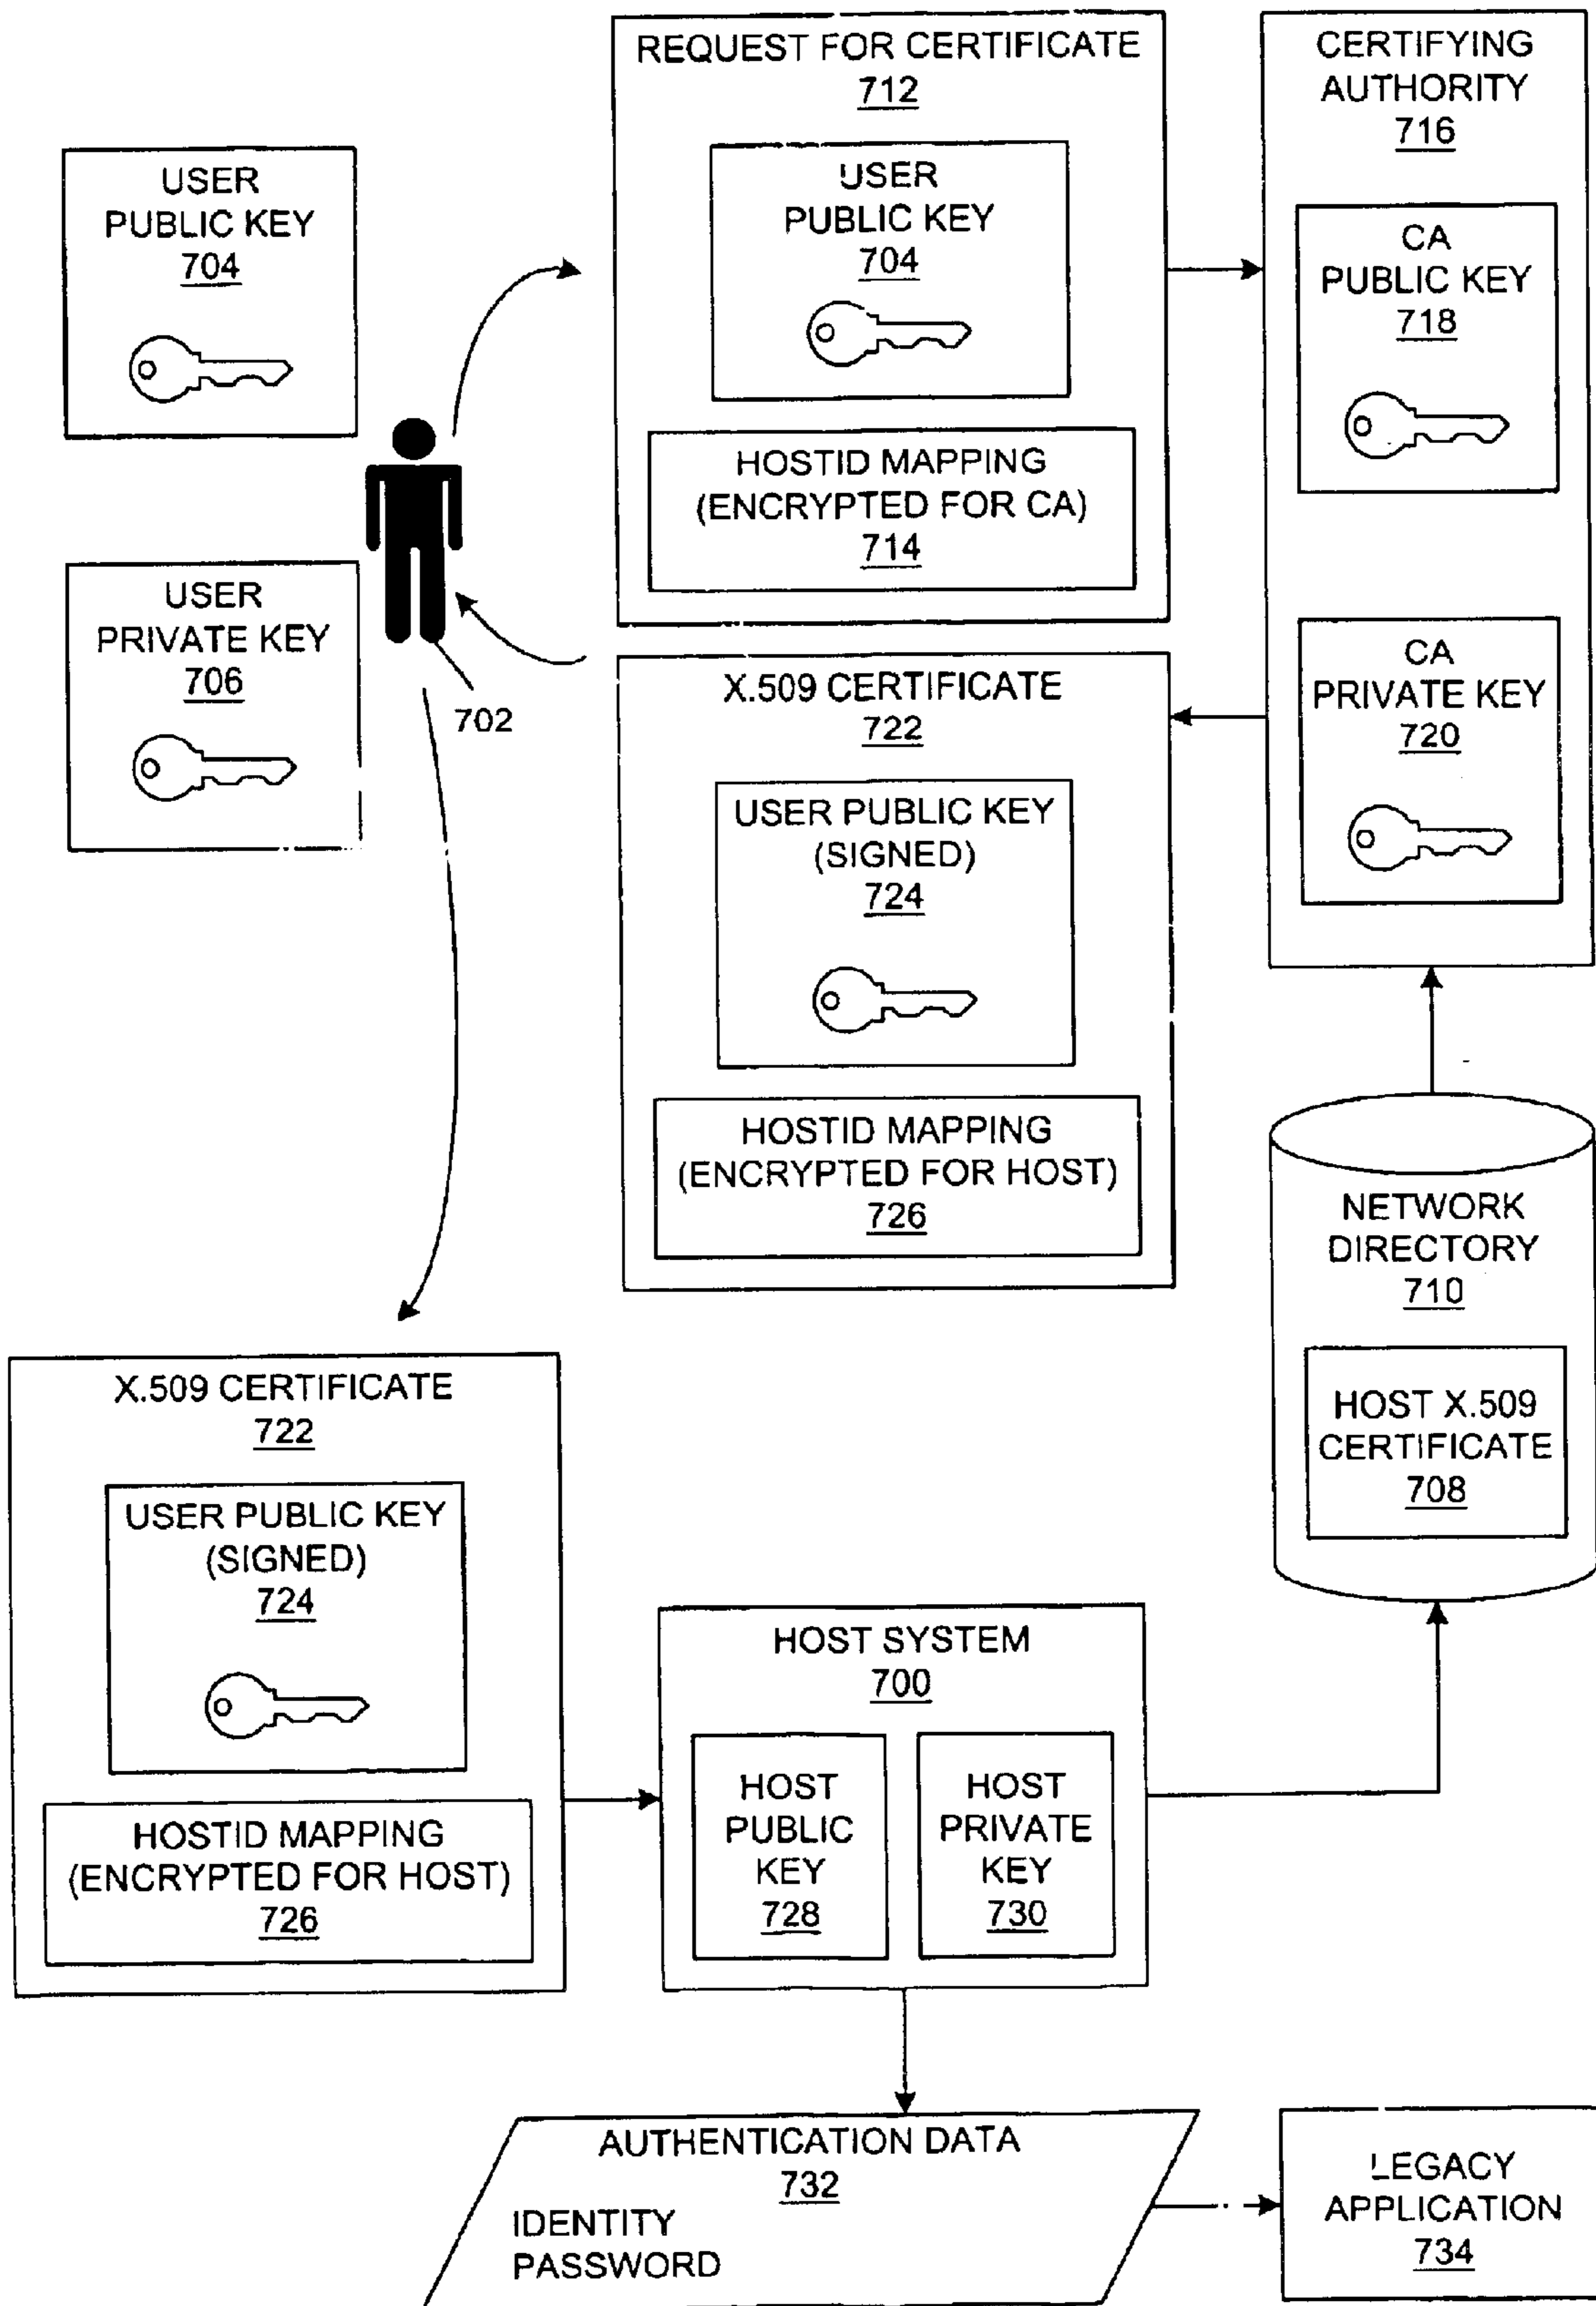 REQUEST FOR CERTIFICATE
712
USER
PUBLIC KEY
704
HOSTID MAPPING
(ENCRYPTED FOR CA)
714
CERTIFYING
AUTHORITY
716
CA
PUBLIC KEY
718
CA
PRIVATE KEY
720
USER
PUBLIC KEY
704
USER
PRIVATE KEY
706
702
X.509 CERTIFICATE
722
USER PUBLIC KEY
(SIGNED)
724
HOSTID MAPPING
(ENCRYPTED FOR HOST)
726
NETWORK
DIRECTORY
710
HOST X.509
CERTIFICATE
708
X.509 CERTIFICATE
722
USER PUBLIC KEY
(SIGNED)
724
HOSTID MAPPING
(ENCRYPTED FOR HOST)
726
HOST SYSTEM
700
HOST
PUBLIC
KEY
728
HOST
PRIVATE
KEY
730
AUTHENTICATION DATA
732
IDENTITY
PASSWORD
LEGACY
APPLICATION
734